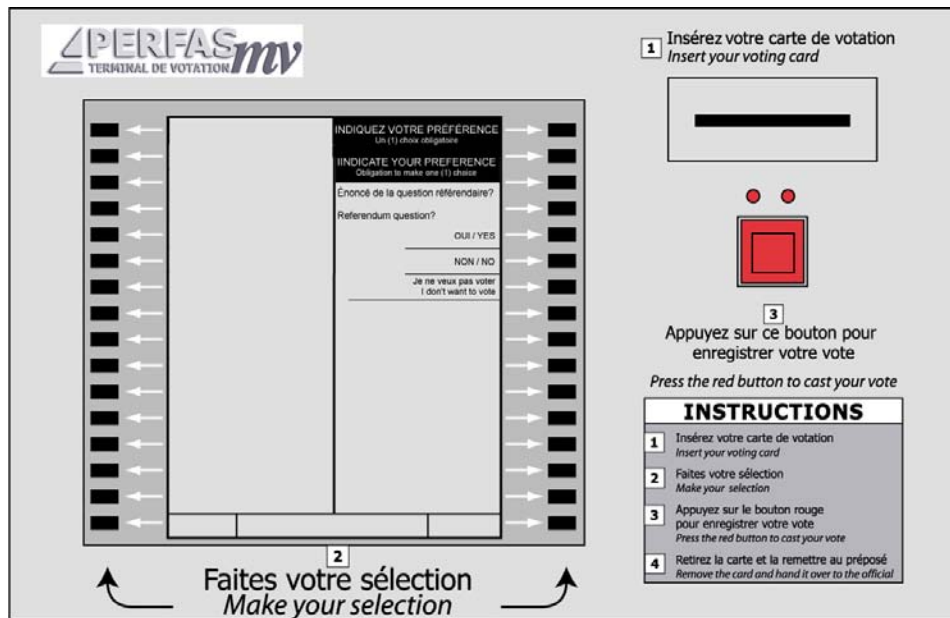 PERFAS mv
TERMINAL DE VOTATION
INDIQUEZ VOTRE PRÉFÉRENCE
Un (1) choix obligatoire
IINDICATE YOUR PREFERENCE
Obligation to make one (1) choice
Énoncé de la question référendaire?
Referendum question?
OUI / YES
NON / NO
Je ne veux pas voter
I don't want to vote
2
Faites votre sélection
Make your selection
1 Insérez votre carte de votation
Insert your voting card
3
Appuyez sur ce bouton pour
enregistrer votre vote
Press the red button to cast your vote
INSTRUCTIONS
1 Insérez votre carte de votation
Insert your voting card
2 Faites votre sélection
Make your selection
3 Appuyez sur le bouton rouge
pour enregistrer votre vote
Press the red button to cast your vote
4 Retirez la carte et la remettre au préposé
Remove the card and hand it over to the official